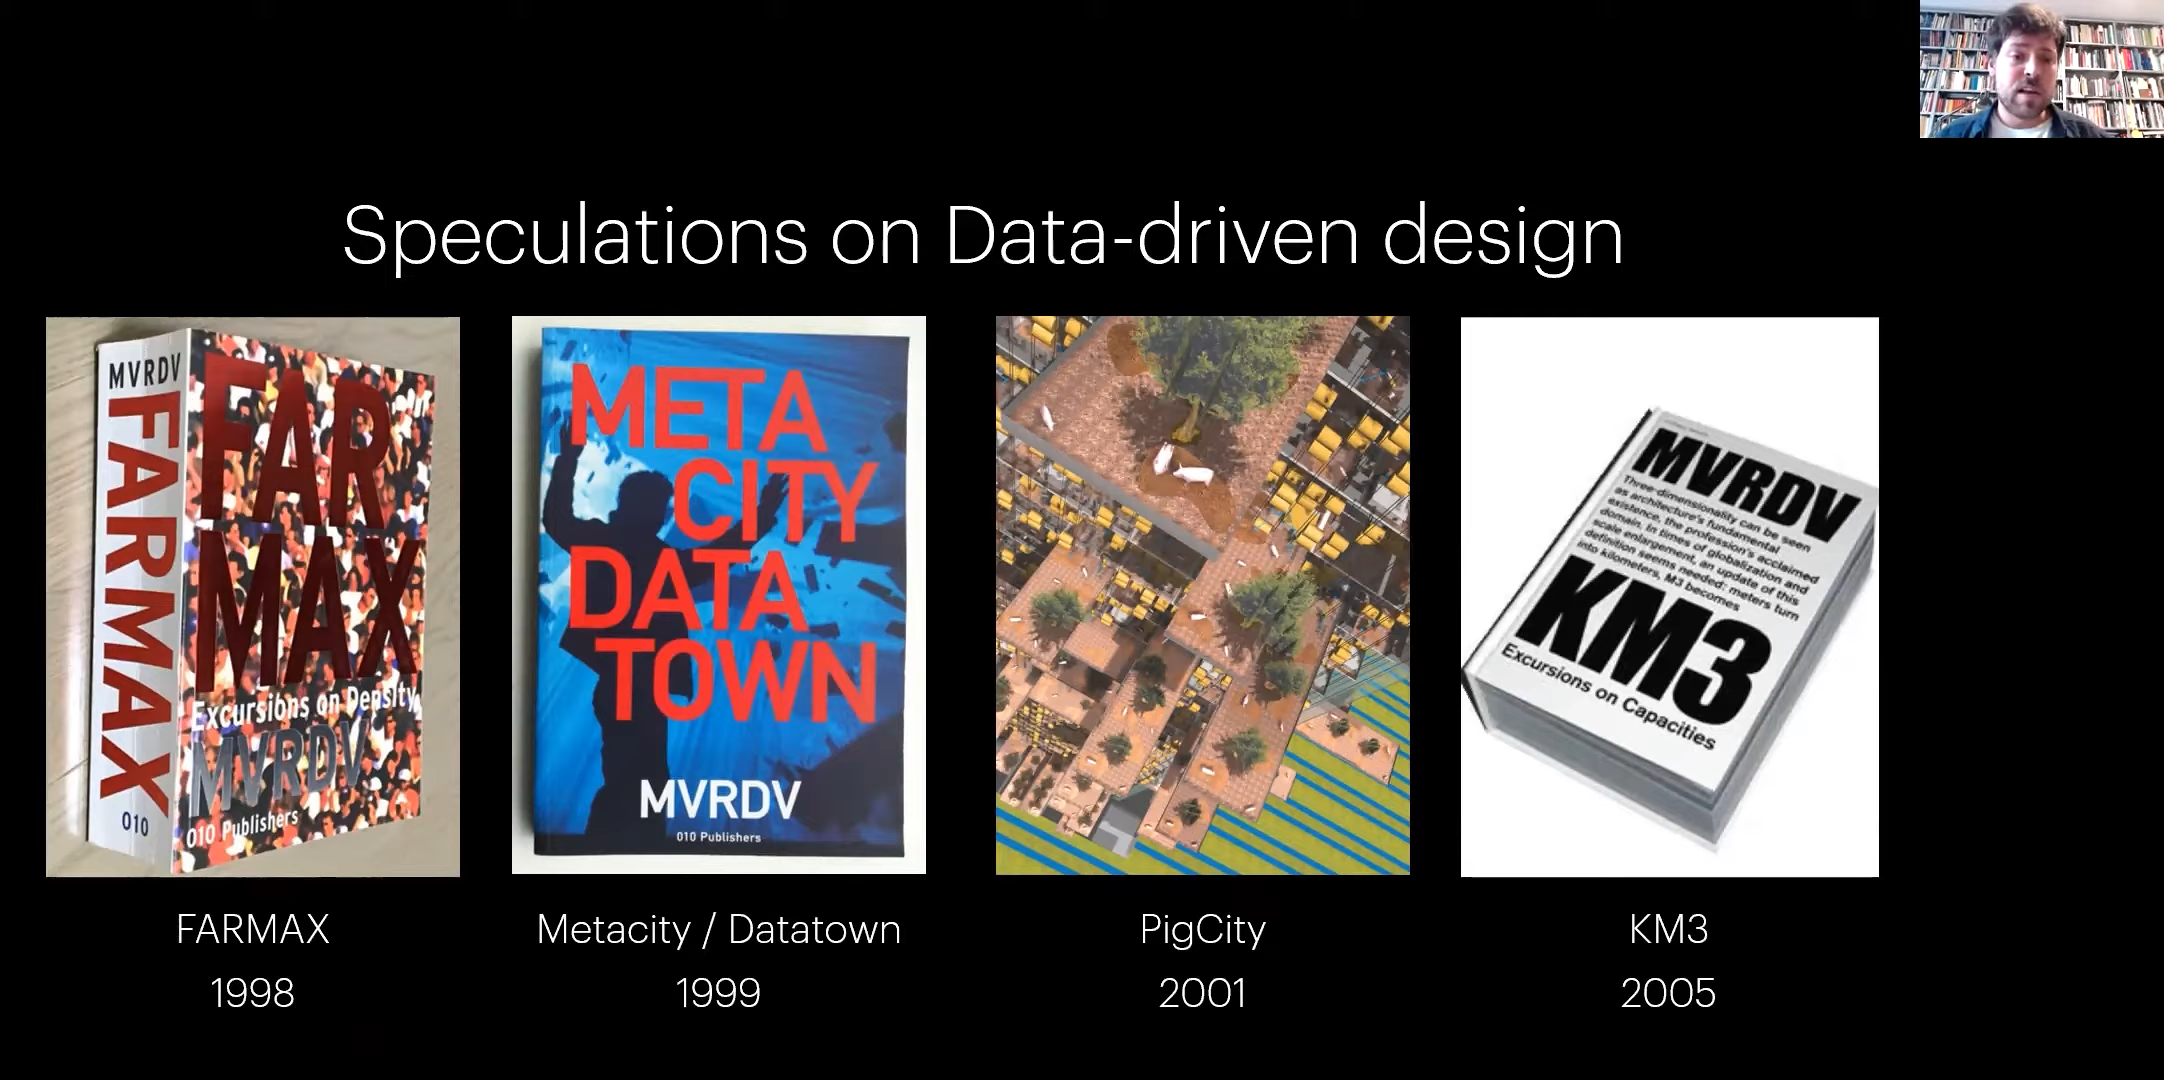 Speculations on Data-driven design
MVRDV
FARMAX
010
FAR
MAX
Excursions on Density
MVRDV
010 Publishers
META
CITY
DATA
TOWN
MVRDV
010 Publishers
MVRDV
Three-dimensionality can be seen
as architecture's fundamental
existence, the profession's acclaimed
domain. In times of globalization and
scale enlargement, an update of this
definition seems needed: meters turn
into kilometers, M3 becomes
KM3
Excursions on Capacities
FARMAX
1998
Metacity / Datatown
1999
PigCity
2001
KM3
2005